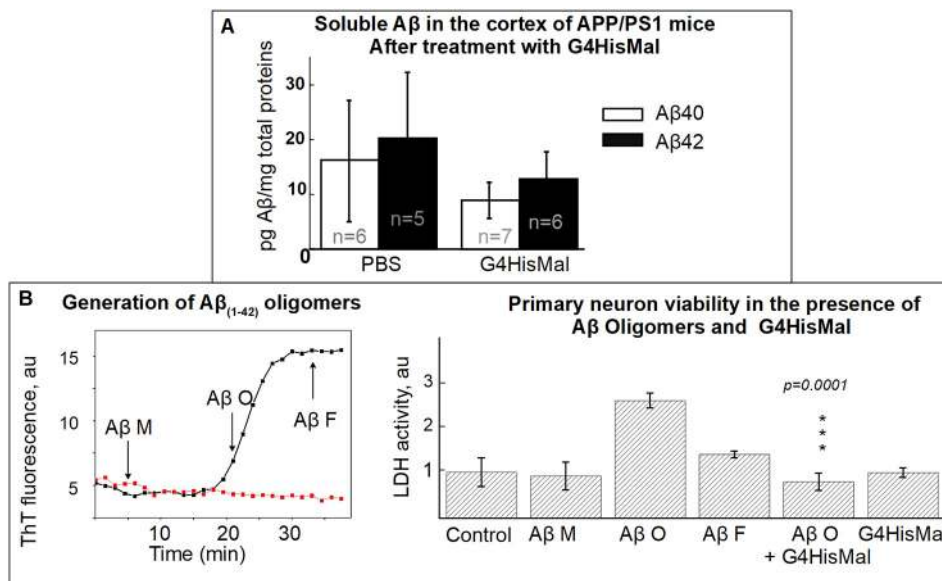 A
Soluble Aβ in the cortex of APP/PS1 mice
After treatment with G4HisMal
pg Aβ/mg total proteins
30
20
10
0
Aβ40
Aβ42
n=6
n=5
n=7
n=6
PBS
G4HisMal
B
Generation of Aβ(1-42) oligomers
ThT fluorescence, au
15
10
5
Aβ M
Aβ O
Aβ F
0
10
20
30
Time (min)
Primary neuron viability in the presence of
Aβ Oligomers and G4HisMal
LDH activity, au
3
2
1
p=0.0001
* * *
Control
Aβ M
Aβ O
Aβ F
Aβ O
+ G4HisMal
G4HisMal